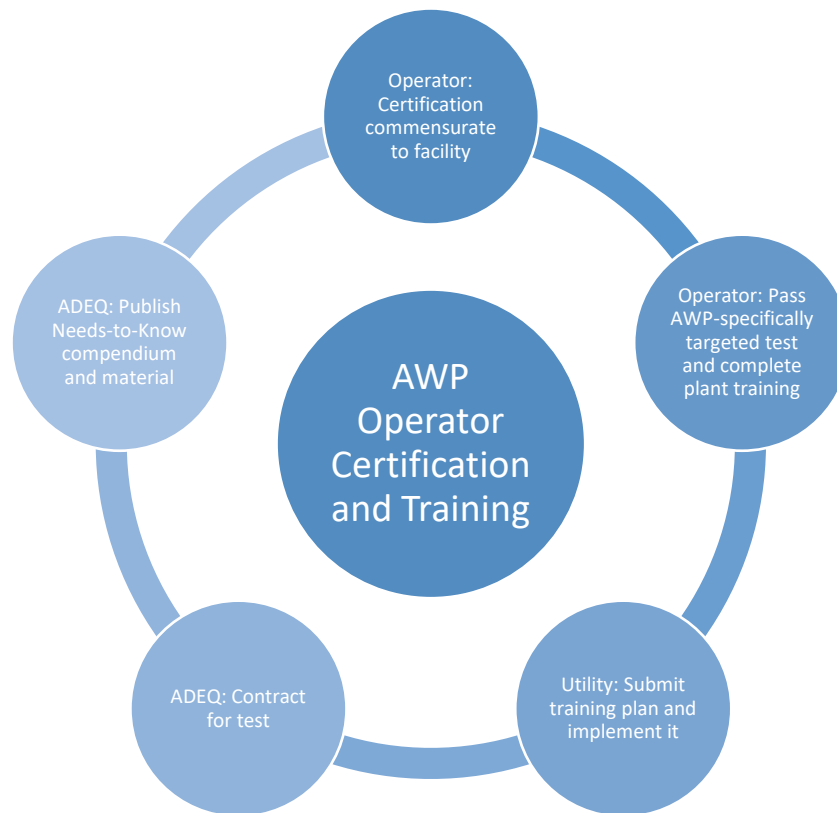 Operator:
Certification
commensurate
to facility
Operator: Pass
AWP-specifically
targeted test
and complete
plant training
Utility: Submit
training plan and
implement it
ADEQ: Contract
for test
ADEQ: Publish
Needs-to-Know
compendium
and material
AWP
Operator
Certification
and Training